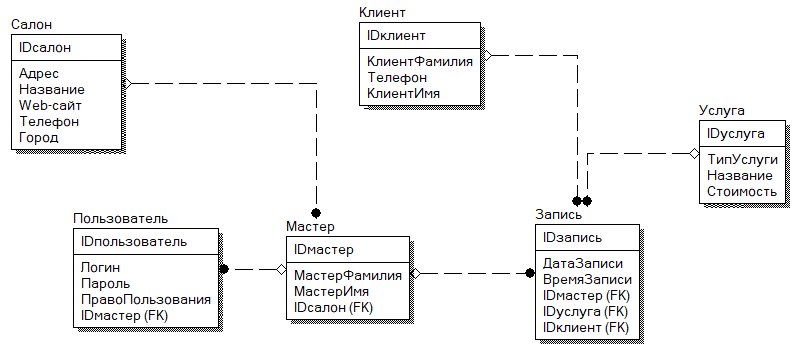 Салон
IDсалон
Адрес
Название
Web-сайт
Телефон
Город
Клиент
IDклиент
КлиентФамилия
Телефон
КлиентИмя
Услуга
IDуслуга
ТипУслуги
Название
Стоимость
Пользователь
IDпользователь
Логин
Пароль
ПравоПользования
IDмастер (FK)
Мастер
IDмастер
МастерФамилия
МастерИмя
IDсалон (FK)
Запись
IDзапись
ДатаЗаписи
ВремяЗаписи
IDмастер (FK)
IDуслуга (FK)
IDклиент (FK)